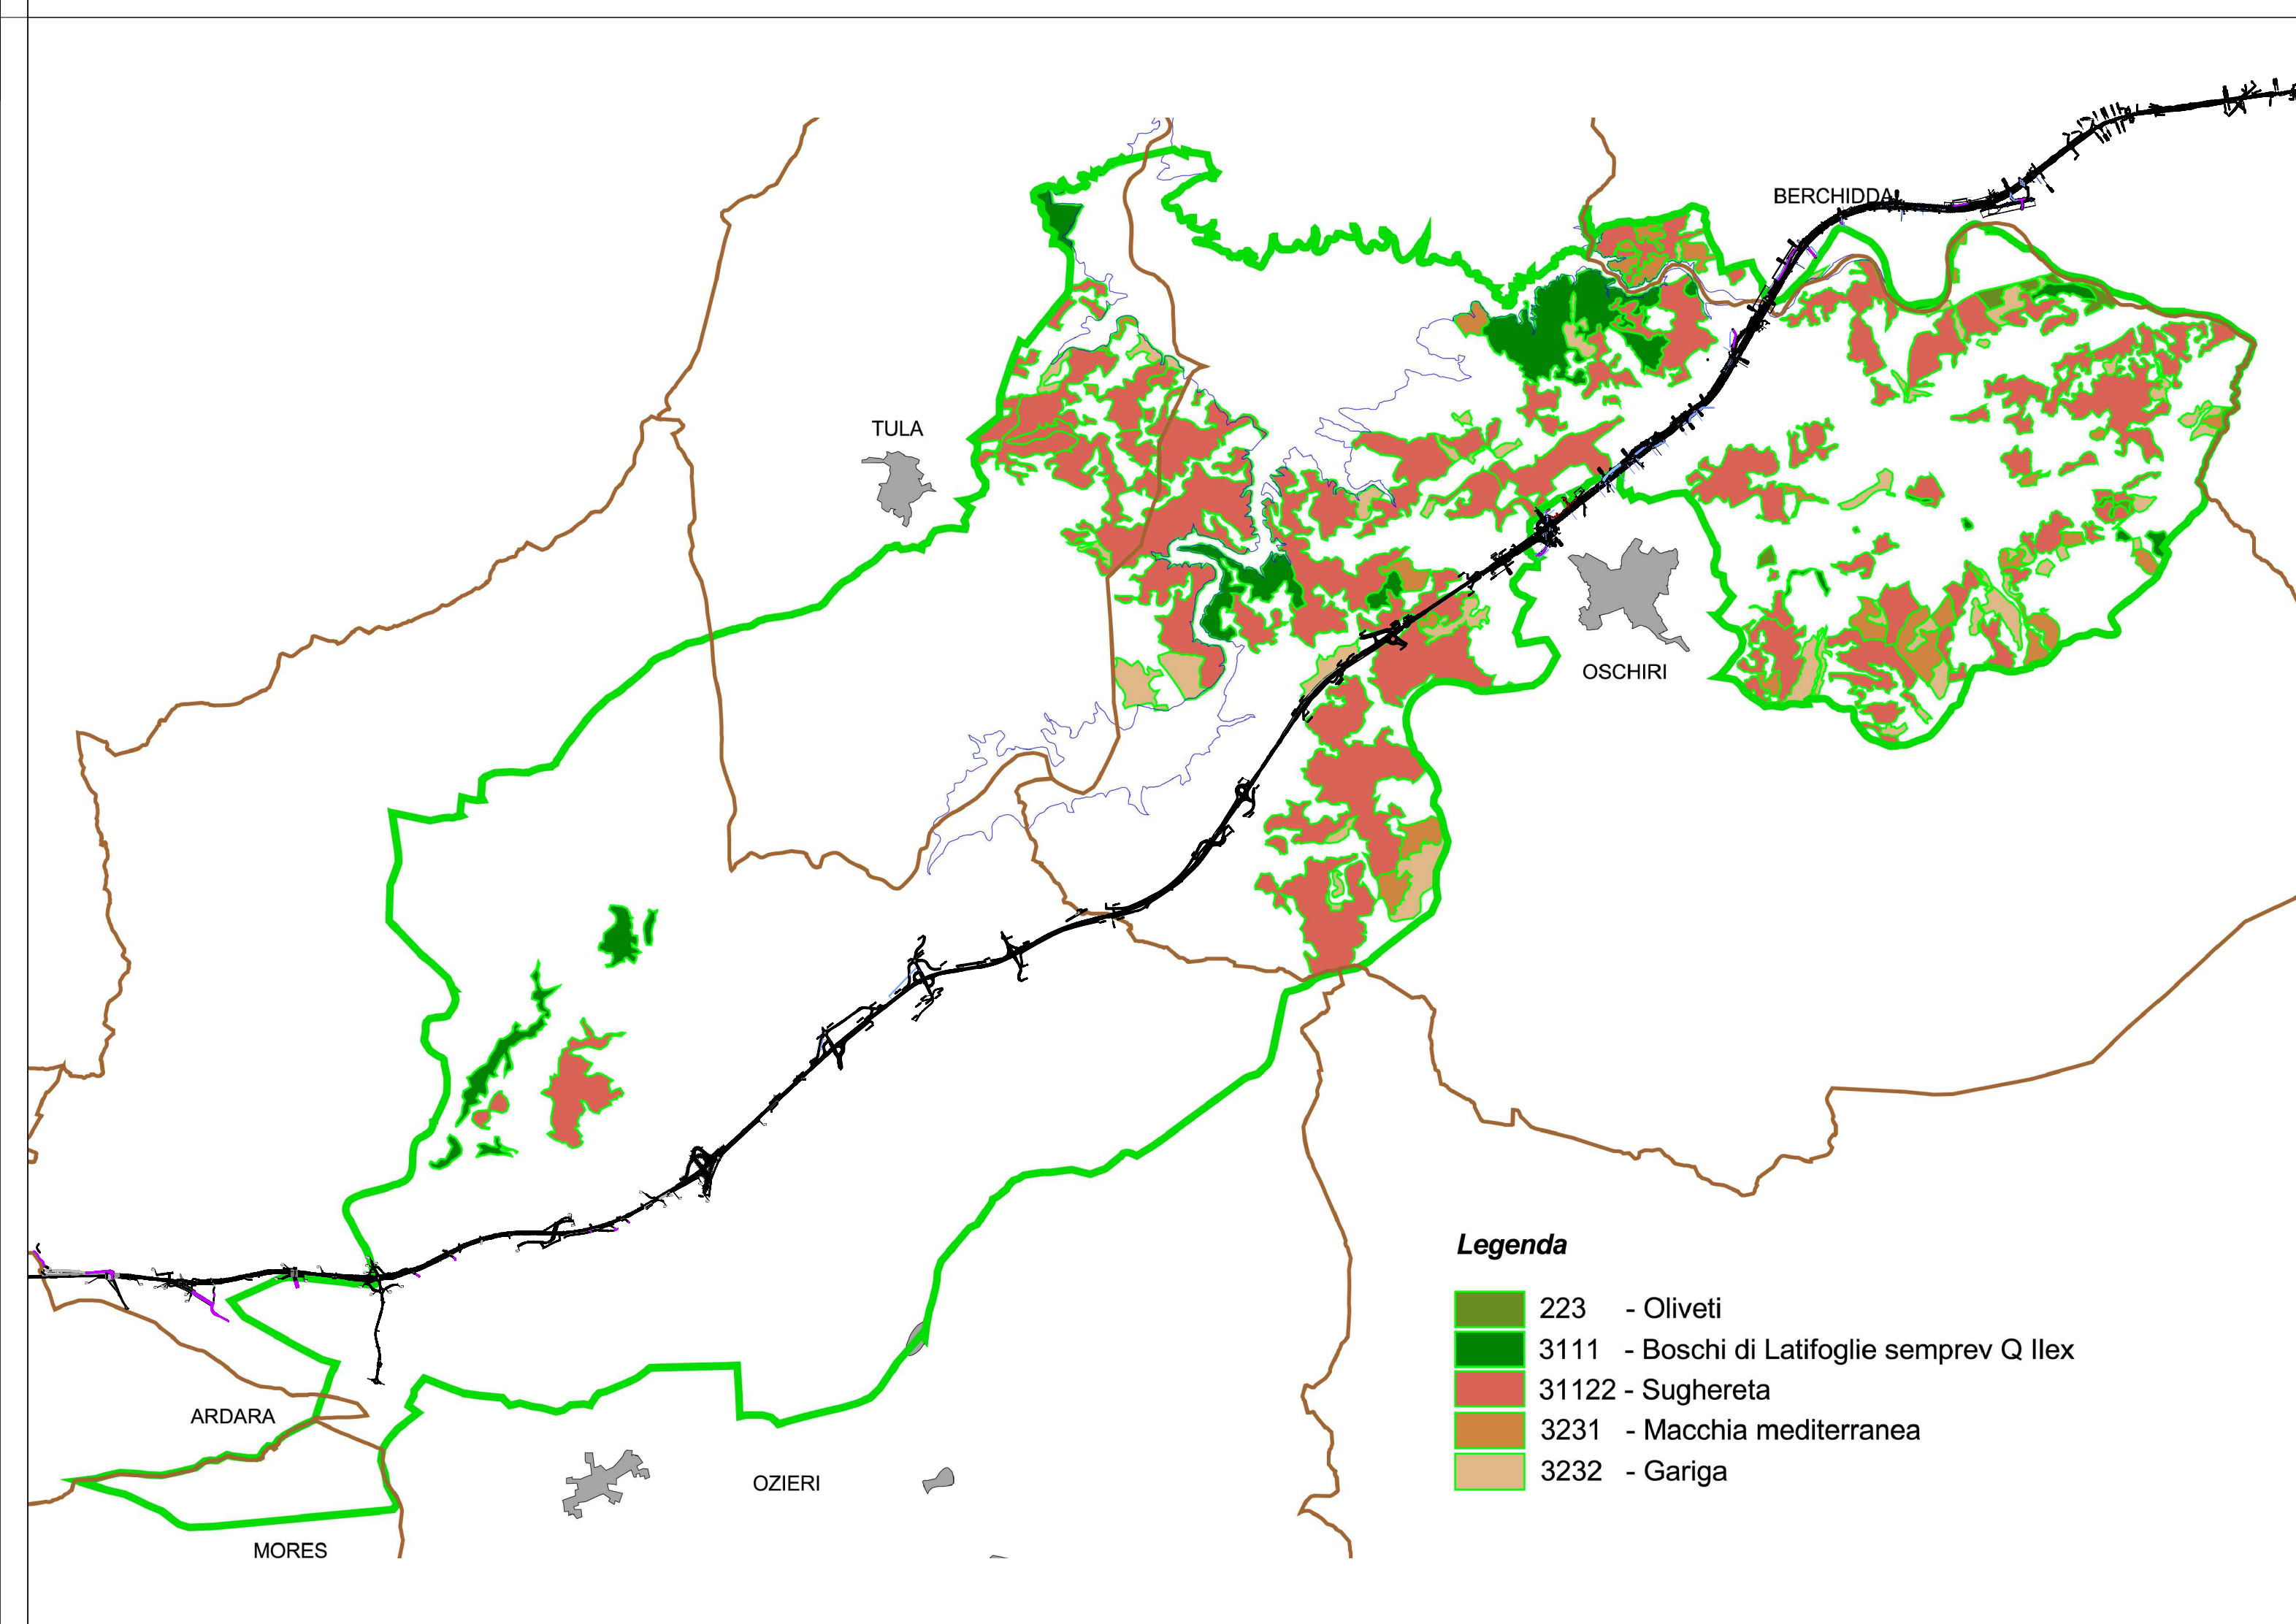 BERCHIDDA
TULA
OSCHIRI
Legenda
223 - Oliveti
3111 - Boschi di Latifoglie semprev Q Ilex
31122 - Sughereta
3231 - Macchia mediterranea
3232 - Gariga
ARDARA
OZIERI
MORES